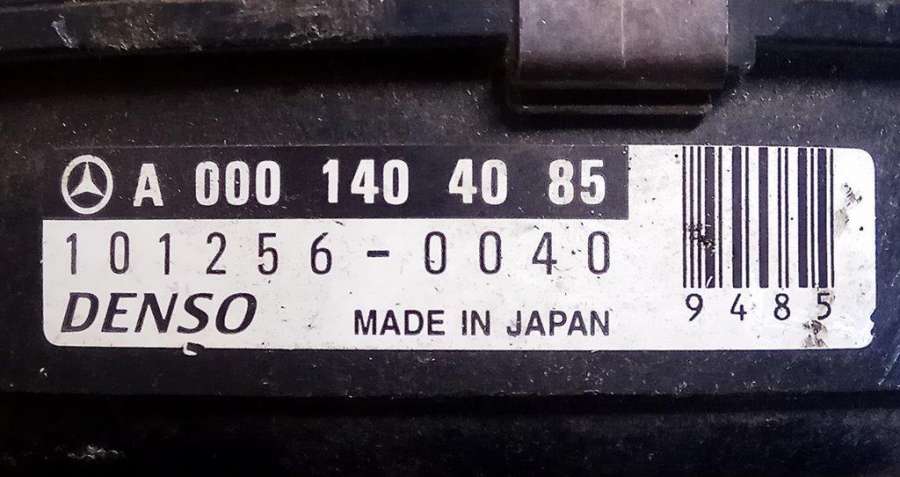 A 000 140 40 85
101256-0040
DENSO MADE IN JAPAN
9485